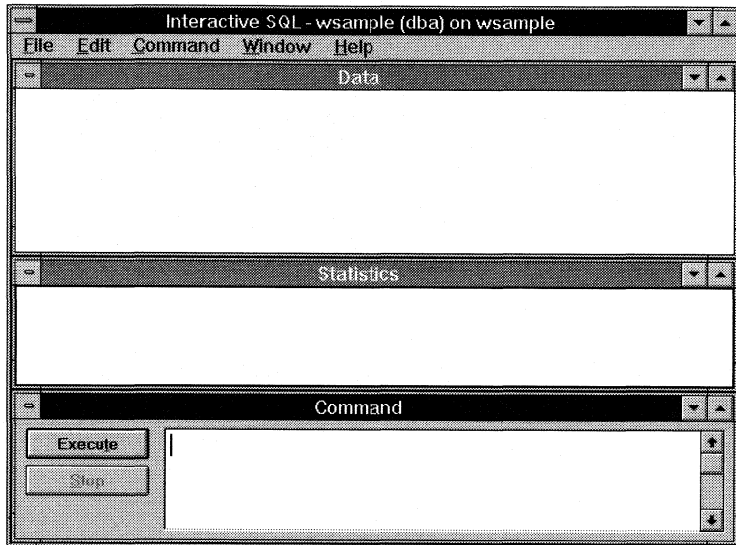 Interactive SQL - wsample (dba) on wsample
File Edit Command Window Help
Data
Statistics
Command
Execute
Stop